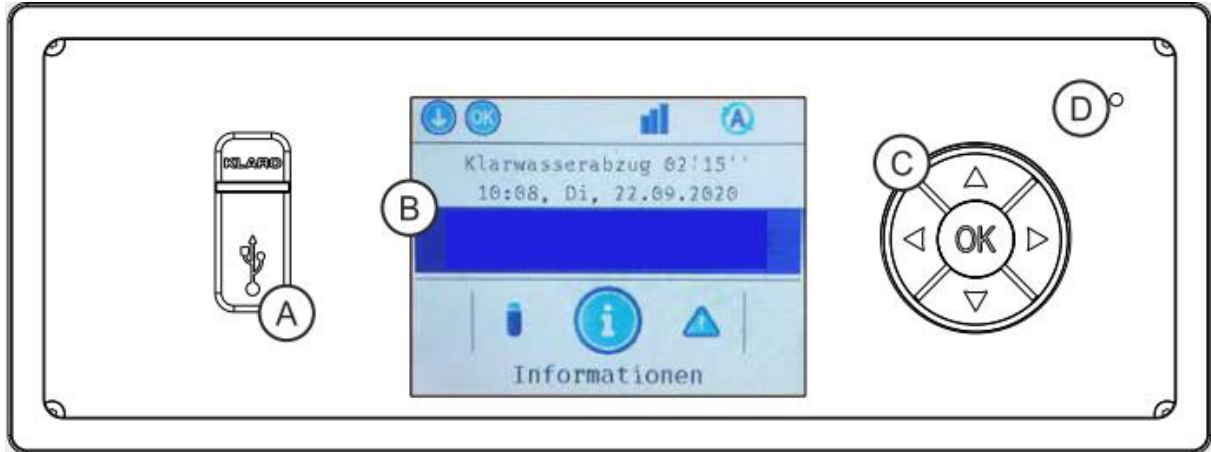 KLARO
A
OK
Klarwasserabzug 02'15''
10:08, Di, 22.09.2020
B
Informationen
C
OK
D